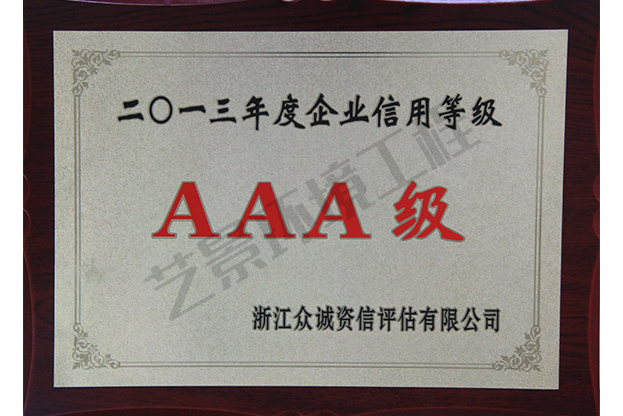 二〇一三年度企业信用等级
AAA级
艺景环境工程
浙江众诚资信评估有限公司